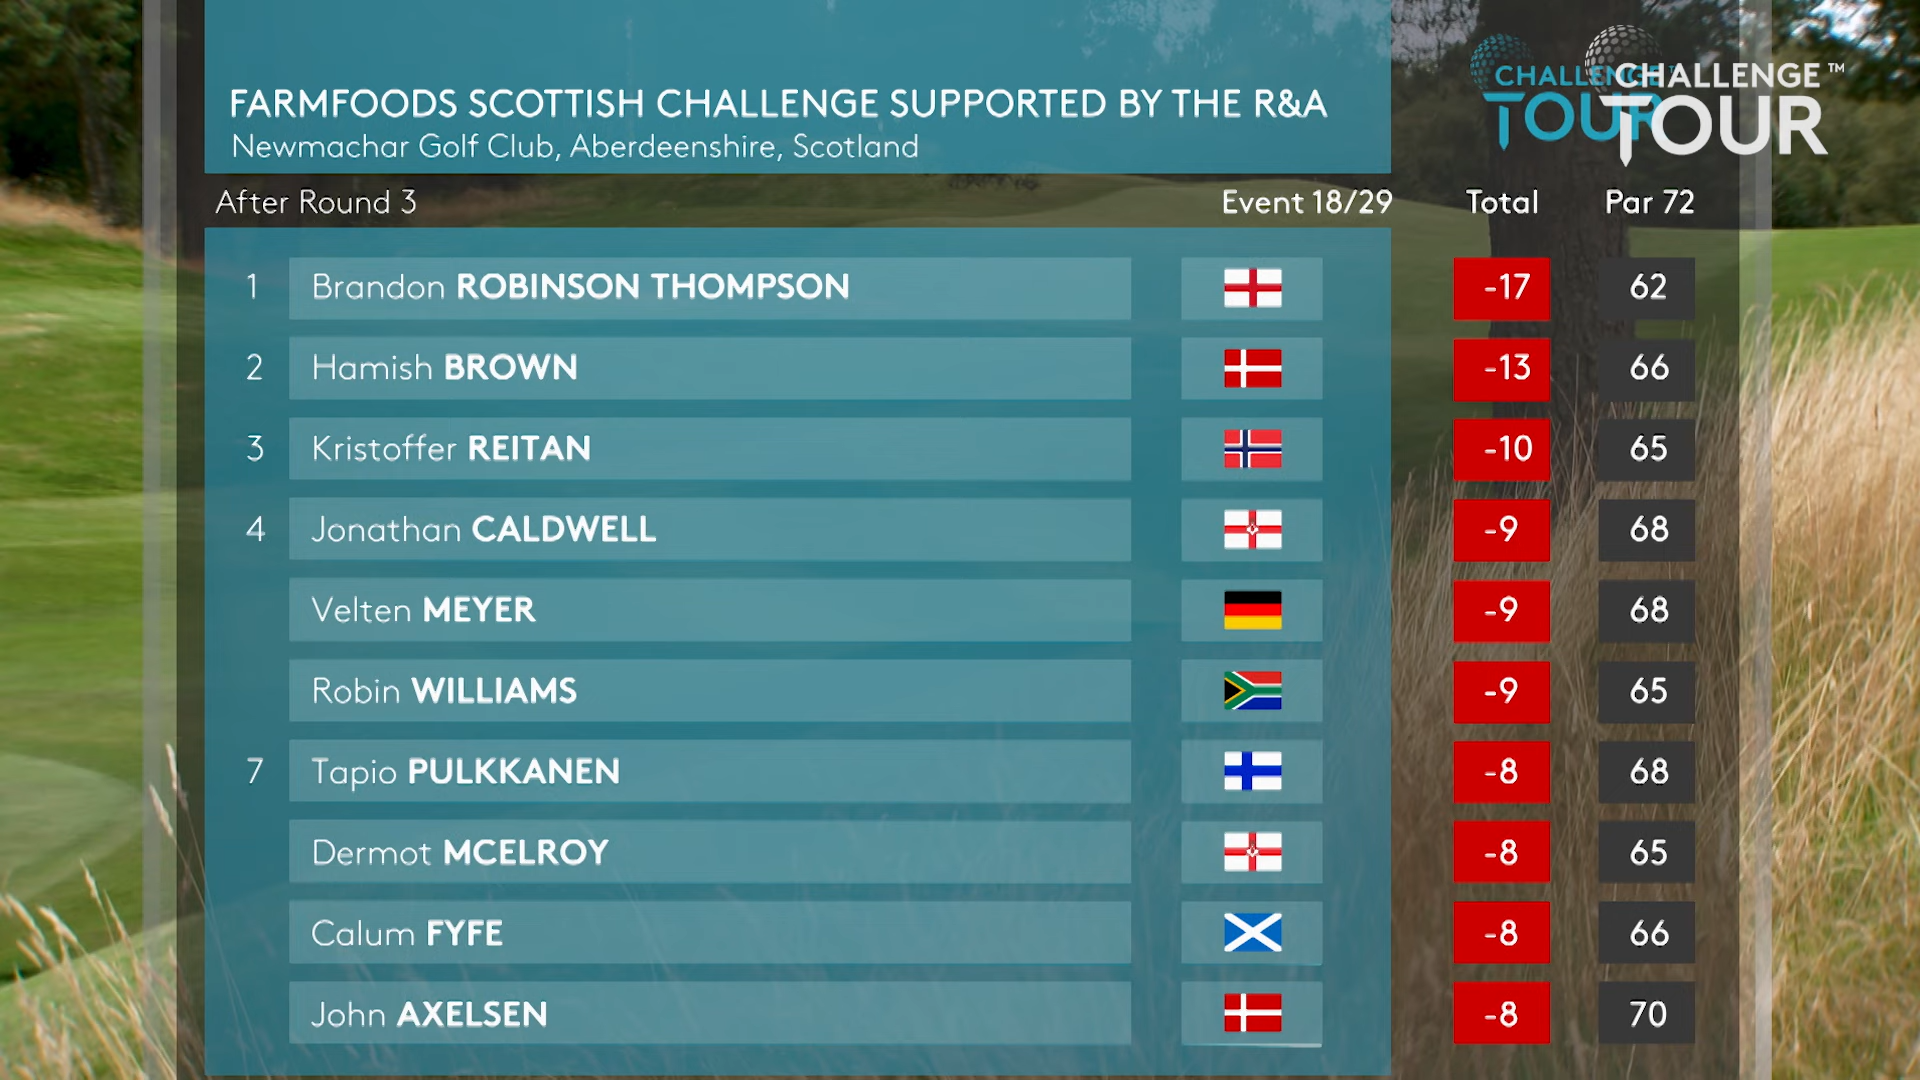 CHALLENGE
TOUR
CHALLENGE™
TOUR
FARMFOODS SCOTTISH CHALLENGE SUPPORTED BY THE R&A
Newmachar Golf Club, Aberdeenshire, Scotland
After Round 3 Event 18/29 Total Par 72
1 Brandon ROBINSON THOMPSON -17 62
2 Hamish BROWN -13 66
3 Kristoffer REITAN -10 65
4 Jonathan CALDWELL -9 68
Velten MEYER -9 68
Robin WILLIAMS -9 65
7 Tapio PULKKANEN -8 68
Dermot MCELROY -8 65
Calum FYFE -8 66
John AXELSEN -8 70